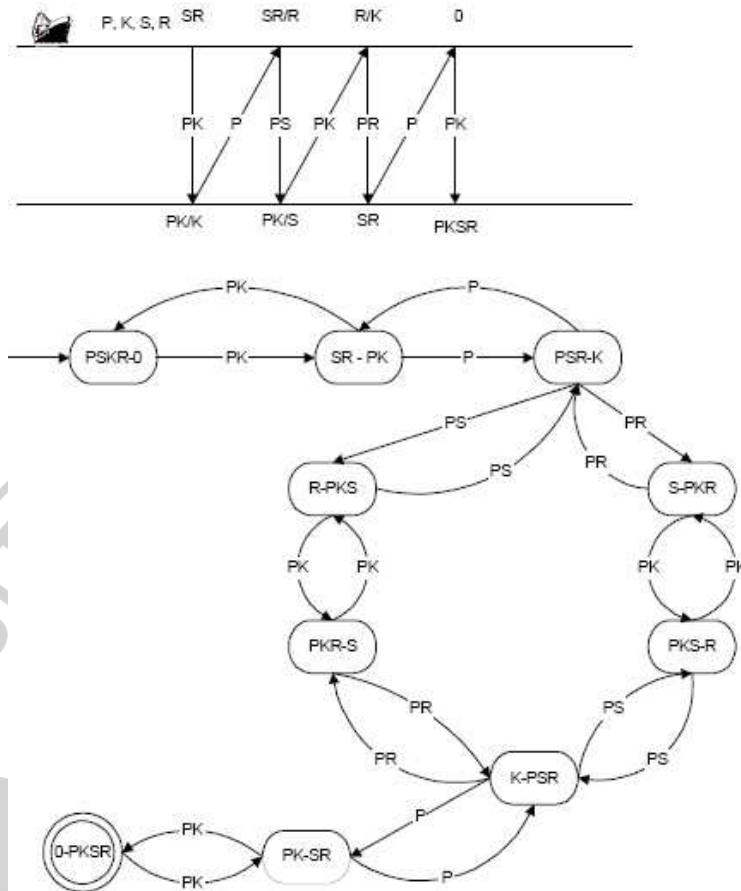 P, K, S, R SR SR/R R/K 0
PK P PS PK PR P PK
PK/K PK/S SR PKSR
PK P
PSKR-0 PK SR - PK P PSR-K
PS PR
PS PR
R-PKS S-PKR
PK PK PK PK
PKR-S PKS-R
PR PS
PR PS
K-PSR
P
PK
0-PKSR PK-SR
PK P